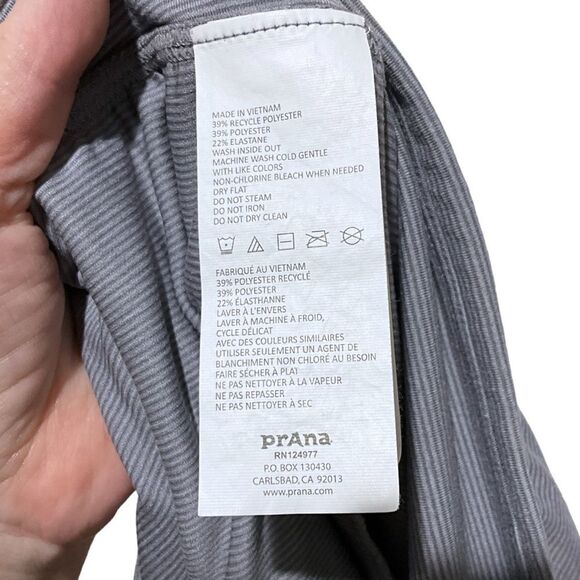 MADE IN VIETNAM
39% RECYCLE POLYESTER
39% POLYESTER
22% ELASTANE
WASH INSIDE OUT
MACHINE WASH COLD GENTLE
WITH LIKE COLORS
NON-CHLORINE BLEACH WHEN NEEDED
DRY FLAT
DO NOT STEAM
DO NOT IRON
DO NOT DRY CLEAN
FABRIQUÉ AU VIETNAM
39% POLYESTER RECYCLÉ
39% POLYESTER
22% ÉLASTHANNE
LAVER À L'ENVERS
LAVER À MACHINE À FROID,
CYCLE DÉLICAT
AVEC DES COULEURS SIMILAIRES
UTILISER SEULEMENT UN AGENT DE
BLANCHIMENT NON CHLORÉ AU BESOIN
FAIRE SÉCHER À PLAT
NE PAS NETTOYER À LA VAPEUR
NE PAS REPASSER
NE PAS NETTOYER À SEC
prAna
RN124977
P.O. BOX 130430
CARLSBAD, CA 92013
www.prana.com